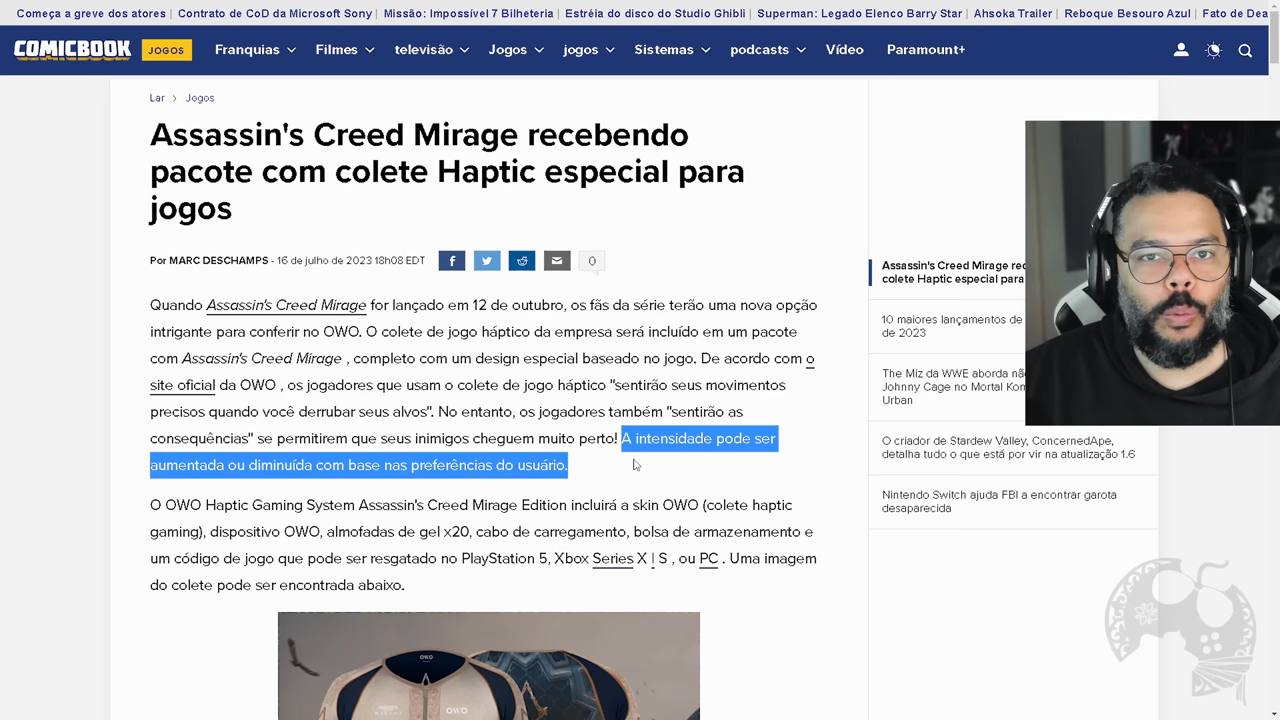 Começa a greve dos atores | Contrato de CoD da Microsoft Sony | Missão: Impossível 7 Bilheteria | Estréia do disco do Studio Ghibli | Superman: Legado Elenco Barry Star | Ahsoka Trailer | Reboque Besouro Azul | Fato de Dea
COMICBOOK JOGOS Franquias Filmes televisão Jogos jogos Sistemas podcasts Vídeo Paramount+
Lar > Jogos
Assassin's Creed Mirage recebendo
pacote com colete Haptic especial para
jogos
Por MARC DESCHAMPS - 16 de julho de 2023 18h08 EDT 0
Quando Assassin's Creed Mirage for lançado em 12 de outubro, os fãs da série terão uma nova opção
intrigante para conferir no OWO. O colete de jogo háptico da empresa será incluído em um pacote
com Assassin's Creed Mirage , completo com um design especial baseado no jogo. De acordo com o
site oficial da OWO , os jogadores que usam o colete de jogo háptico "sentirão seus movimentos
precisos quando você derrubar seus alvos". No entanto, os jogadores também "sentirão as
consequências" se permitirem que seus inimigos cheguem muito perto! A intensidade pode ser
aumentada ou diminuída com base nas preferências do usuário.
O OWO Haptic Gaming System Assassin's Creed Mirage Edition incluirá a skin OWO (colete haptic
gaming), dispositivo OWO, almofadas de gel x20, cabo de carregamento, bolsa de armazenamento e
um código de jogo que pode ser resgatado no PlayStation 5, Xbox Series X | S , ou PC . Uma imagem
do colete pode ser encontrada abaixo.
OWO
OWO
Assassin's Creed Mirage
colete Haptic especial para
10 maiores lançamentos de
de 2023
The Miz da WWE aborda
Johnny Cage no Mortal
Urban
O criador de Stardew Valley, ConcernedApe,
detalha tudo o que está por vir na atualização 1.6
Nintendo Switch ajuda FBI a encontrar garota
desaparecida